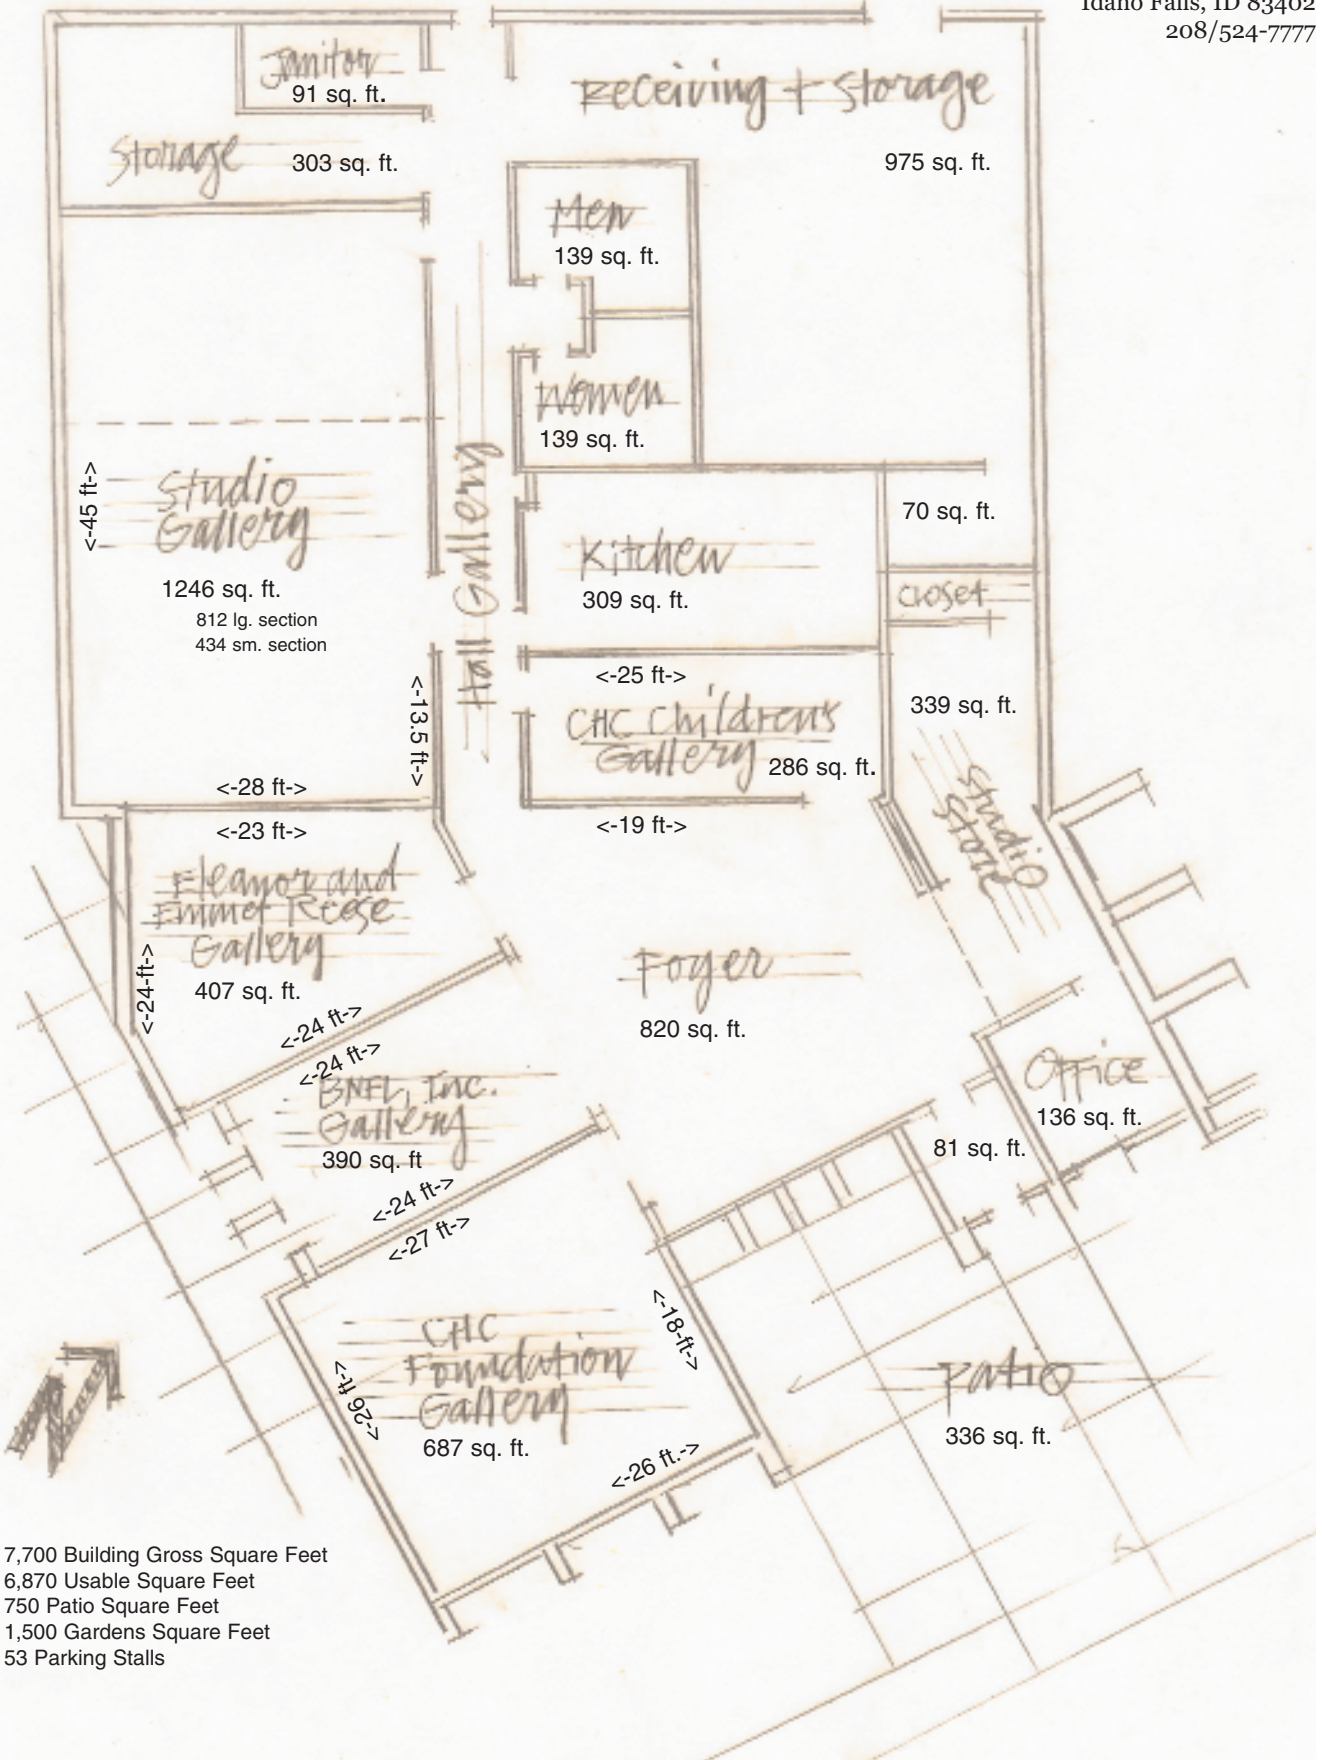 Idaho Falls, ID 83402
208/524-7777
Janitor
91 sq. ft.
Receiving + Storage
975 sq. ft.
Storage
303 sq. ft.
Men
139 sq. ft.
Women
139 sq. ft.
Hall Gallery
<-45 ft->
Studio
Gallery
1246 sq. ft.
812 lg. section
434 sm. section
70 sq. ft.
Kitchen
309 sq. ft.
closet
<-25 ft->
<-13.5 ft->
CHC Children's
Gallery
286 sq. ft.
339 sq. ft.
Studio
Store
<-28 ft->
<-23 ft->
<-19 ft->
Eleanor and
Emmet Reese
Gallery
407 sq. ft.
<-24-ft->
<-24 ft->
<-24 ft->
Foyer
820 sq. ft.
BNFL, Inc.
Gallery
390 sq. ft
<-24 ft->
<-27 ft->
Office
136 sq. ft.
81 sq. ft.
CHC
Foundation
Gallery
687 sq. ft.
<-26 ft->
<-18-ft->
<-26 ft.->
Patio
336 sq. ft.
7,700 Building Gross Square Feet
6,870 Usable Square Feet
750 Patio Square Feet
1,500 Gardens Square Feet
53 Parking Stalls